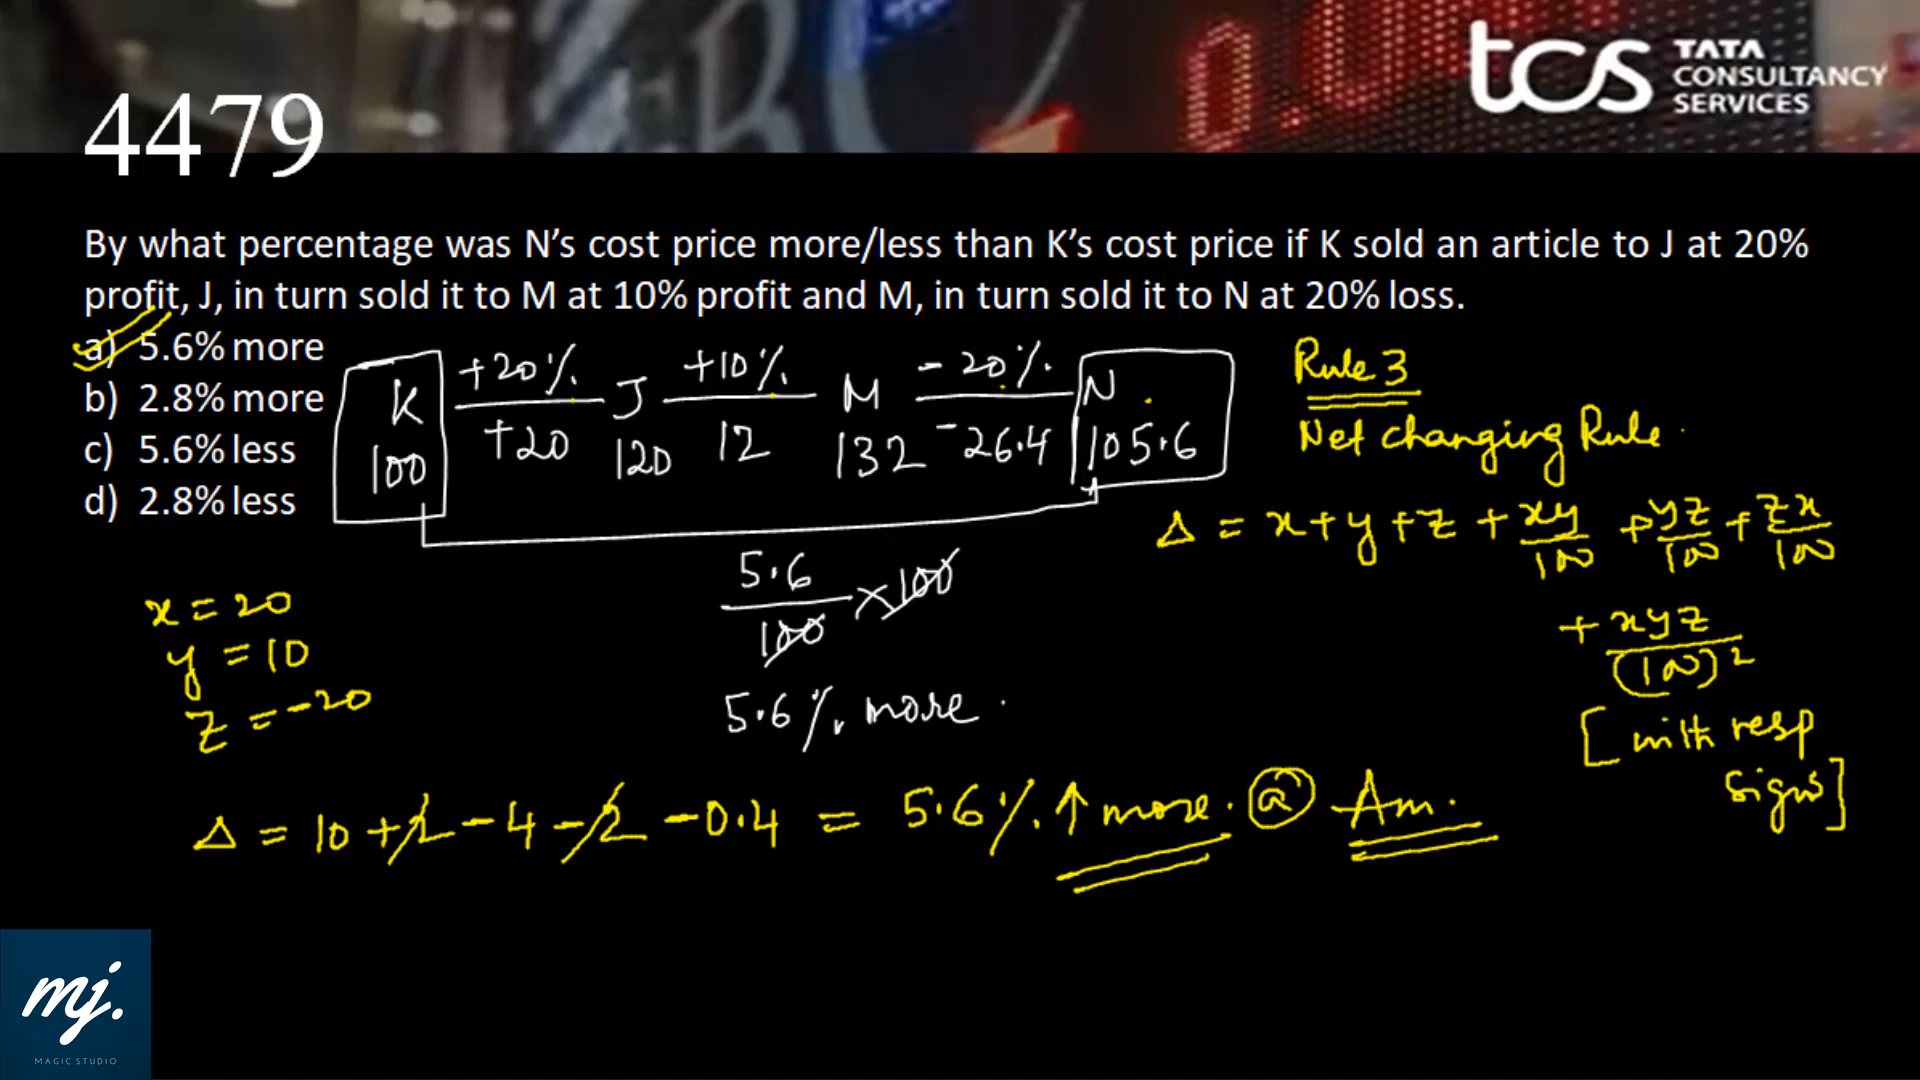 tcs TATA
CONSULTANCY
SERVICES
4479
By what percentage was N's cost price more/less than K's cost price if K sold an article to J at 20%
profit, J, in turn sold it to M at 10% profit and M, in turn sold it to N at 20% loss.
a) 5.6% more
b) 2.8% more
c) 5.6% less
d) 2.8% less
K +20% J +10% M -20% N
100 +20 120 12 132 -26.4 105.6
5.6/100 × 100
5.6% more.
Rule 3
Net changing Rule.
Δ = x + y + z + xy/100 + yz/100 + zx/100
+ xyz/(100)²
[with resp
signs]
x = 20
y = 10
z = -20
Δ = 10 + 2 - 4 - 2 - 0.4 = 5.6% ↑ more. (a) Ans.
mj.
MAGIC STUDIO